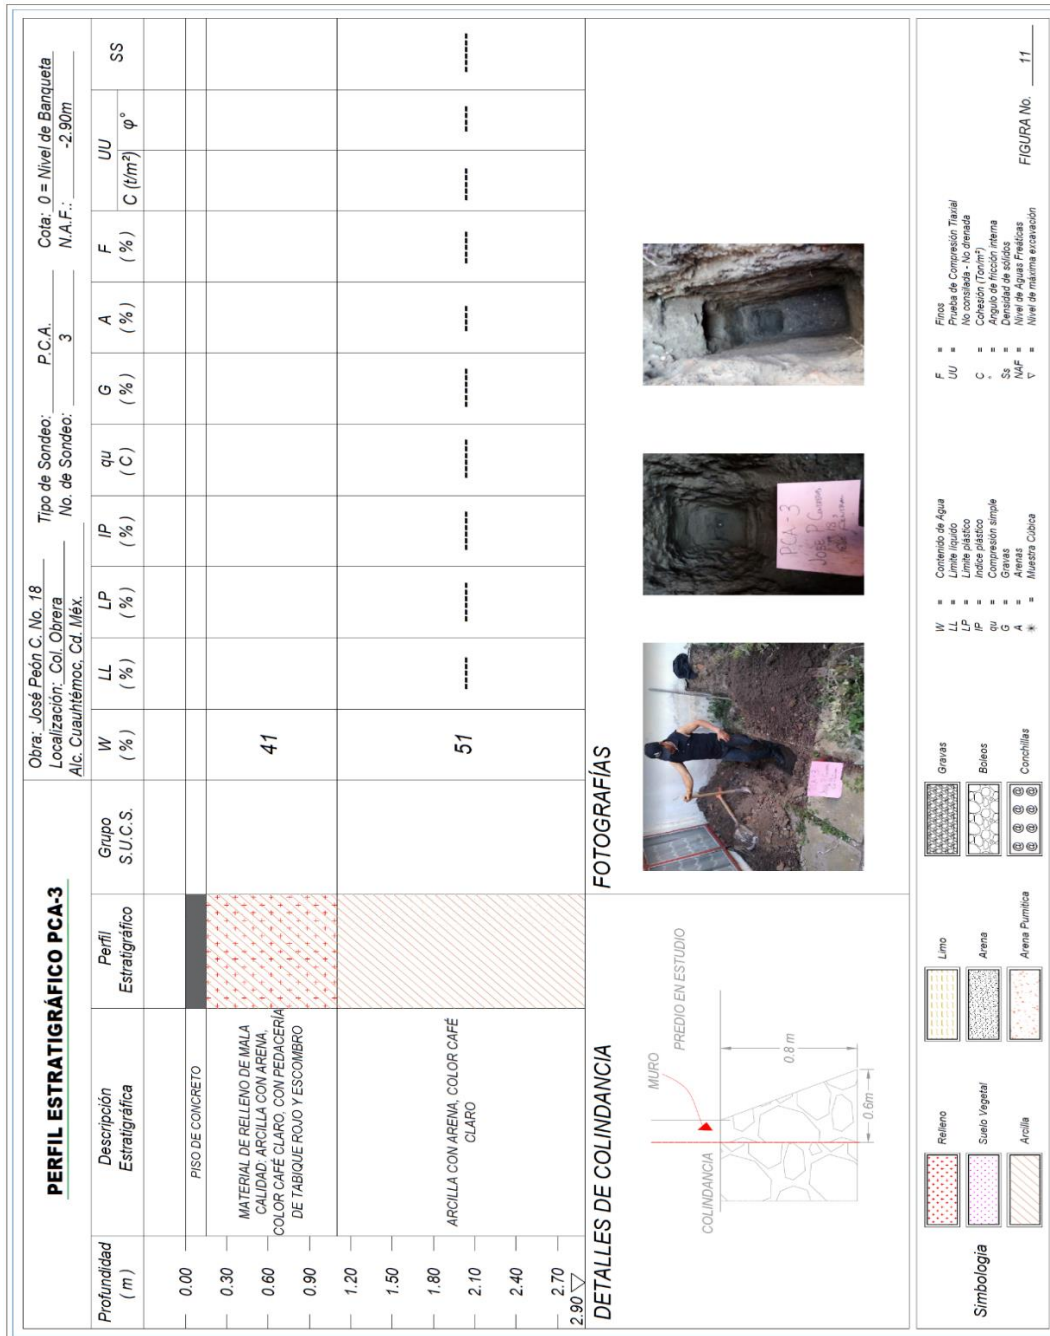 PERFIL ESTRATIGRÁFICO PCA-3
Obra: José Peón C. No. 18
Localización: Col. Obrera
Alc. Cuauhtémoc, Cd. Méx.
Tipo de Sondeo: P.C.A.
No. de Sondeo: 3
Cota: 0 = Nivel de Banqueta
N.A.F.: -2.90m
Profundidad
( m )
Descripción
Estratigráfica
Perfil
Estratigráfico
Grupo
S.U.C.S.
W
(%)
LL
(%)
LP
(%)
IP
(%)
qu
( C )
G
( %)
A
(%)
F
(%)
UU
C (t/m²)
φ°
SS
0.00
0.30
0.60
0.90
1.20
1.50
1.80
2.10
2.40
2.70
2.90 ▽
PISO DE CONCRETO
MATERIAL DE RELLENO DE MALA
CALIDAD: ARCILLA CON ARENA,
COLOR CAFÉ CLARO, CON PEDACERÍA
DE TABIQUE ROJO Y ESCOMBRO
41
ARCILLA CON ARENA, COLOR CAFÉ
CLARO
51
DETALLES DE COLINDANCIA
MURO
COLINDANCIA
PREDIO EN ESTUDIO
0.8 m
0.6m
FOTOGRAFÍAS
PCA-3
Simbología
Relleno
Limo
Gravas
Suelo Vegetal
Arena
Boleos
Arcilla
Arena Pumítica
Conchillas
W = Contenido de Agua
LL = Límite líquido
LP = Límite plástico
IP = Indice plástico
qu = Compresión simple
G = Gravas
A = Arenas
✳ = Muestra Cúbica
F = Finos
UU = Prueba de Compresión Triaxial
No consilada - No drenada
C = Cohesión (Ton/m²)
° = Angulo de fricción interna
Ss = Densidad de sólidos
NAF = Nivel de Aguas Freáticas
▽ = Nivel de máxima excavación
FIGURA No. 11